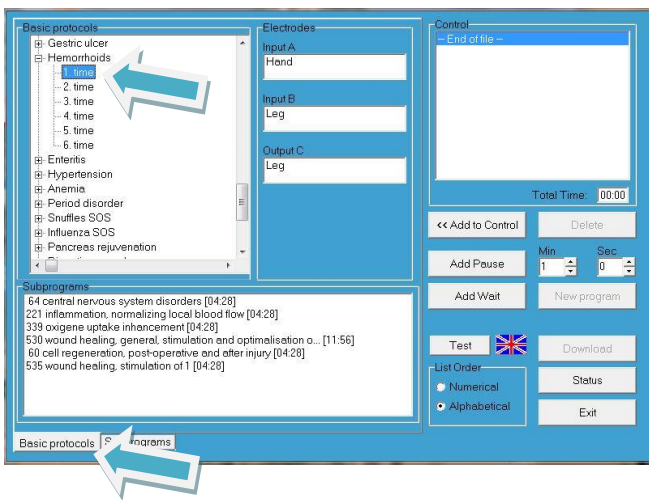 Basic protocols
Gestric ulcer
Hemorrhoids
1. time
2. time
3. time
4. time
5. time
6. time
Enteritis
Hypertension
Anemia
Period disorder
Snuffles SOS
Influenza SOS
Pancreas rejuvenation
Electrodes
Input A
Hand
Input B
Leg
Output C
Leg
Control
-- End of file --
Total Time: 00:00
<< Add to Control
Delete
Add Pause
Min
1
Sec
0
Add Wait
New program
Subprograms
64 central nervous system disorders [04:28]
221 inflammation, normalizing local blood flow [04:28]
339 oxigene uptake inhancement [04:28]
530 wound healing, general, stimulation and optimalisation o... [11:56]
60 cell regeneration, post-operative and after injury [04:28]
535 wound healing, stimulation of 1 [04:28]
Test
Download
List Order
Numerical
Alphabetical
Status
Exit
Basic protocols